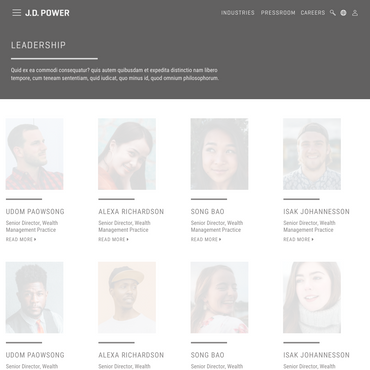 J.D. POWER
INDUSTRIES PRESSROOM CAREERS
LEADERSHIP
Quid ex ea commodi consequatur? quis autem quibusdam et expedita distinctio nam libero
tempore, cum teneam sententiam, quid iudicat, quo minus id, quod omnium philosophorum.
UDOM PAOWSONG ALEXA RICHARDSON SONG BAO ISAK JOHANNESSON
Senior Director, Wealth Senior Director, Wealth Senior Director, Wealth Senior Director, Wealth
Management Practice Management Practice Management Practice Management Practice
READ MORE READ MORE READ MORE READ MORE
UDOM PAOWSONG ALEXA RICHARDSON SONG BAO ISAK JOHANNESSON
Senior Director, Wealth Senior Director, Wealth Senior Director, Wealth Senior Director, Wealth